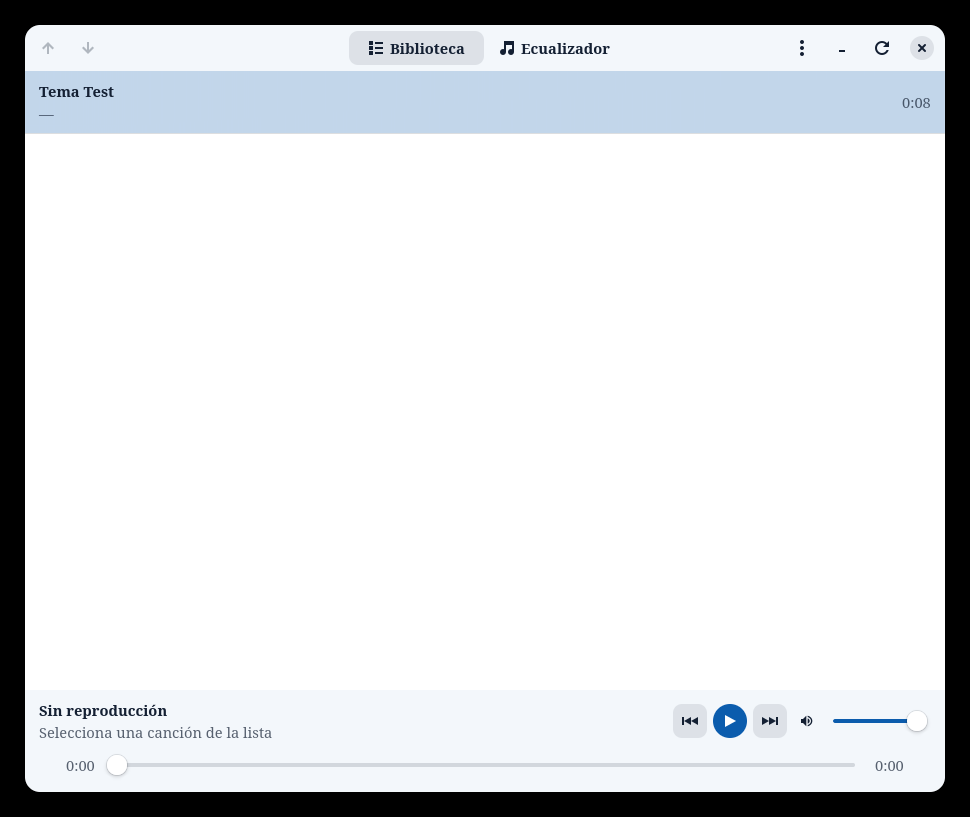 Biblioteca
Ecualizador
Tema Test
—
0:08
Sin reproducción
Selecciona una canción de la lista
0:00
0:00